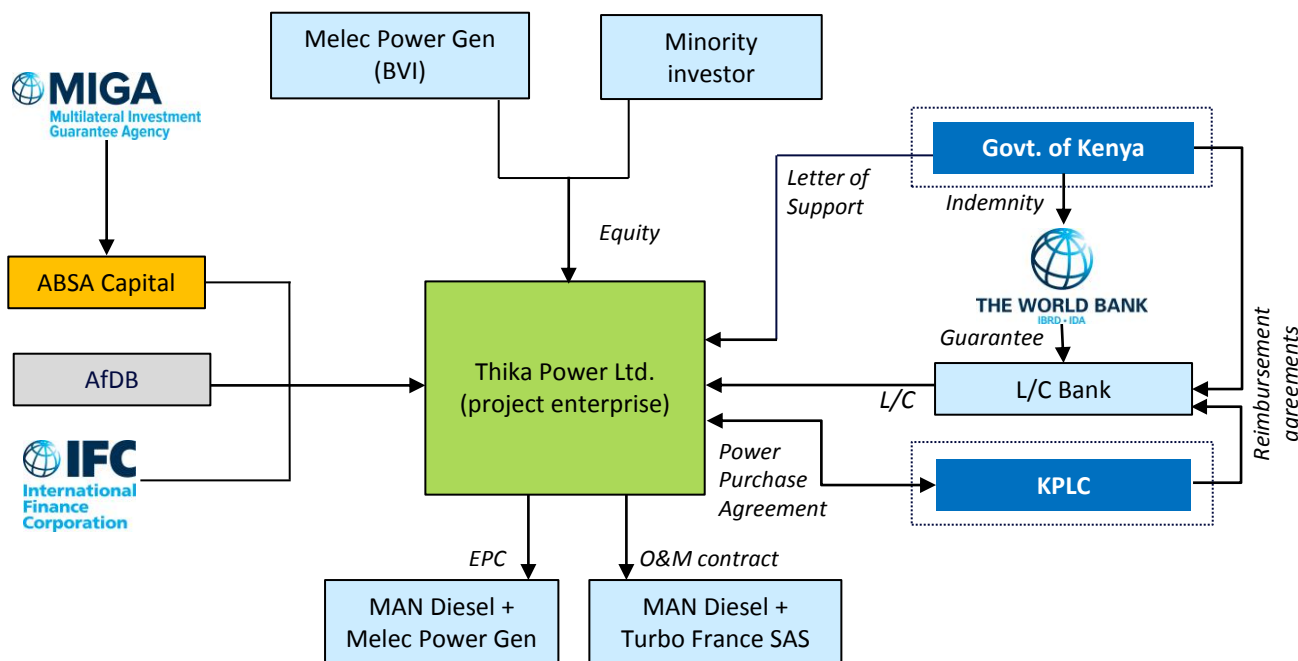 Melec Power Gen
(BVI)
Minority
investor
MIGA
Multilateral Investment
Guarantee Agency
Govt. of Kenya
Letter of
Support
Indemnity
Equity
THE WORLD BANK
IBRD • IDA
ABSA Capital
Guarantee
Reimbursement
agreements
AfDB
Thika Power Ltd.
(project enterprise)
L/C
L/C Bank
IFC
International
Finance
Corporation
Power
Purchase
Agreement
KPLC
EPC
O&M contract
MAN Diesel +
Melec Power Gen
MAN Diesel +
Turbo France SAS